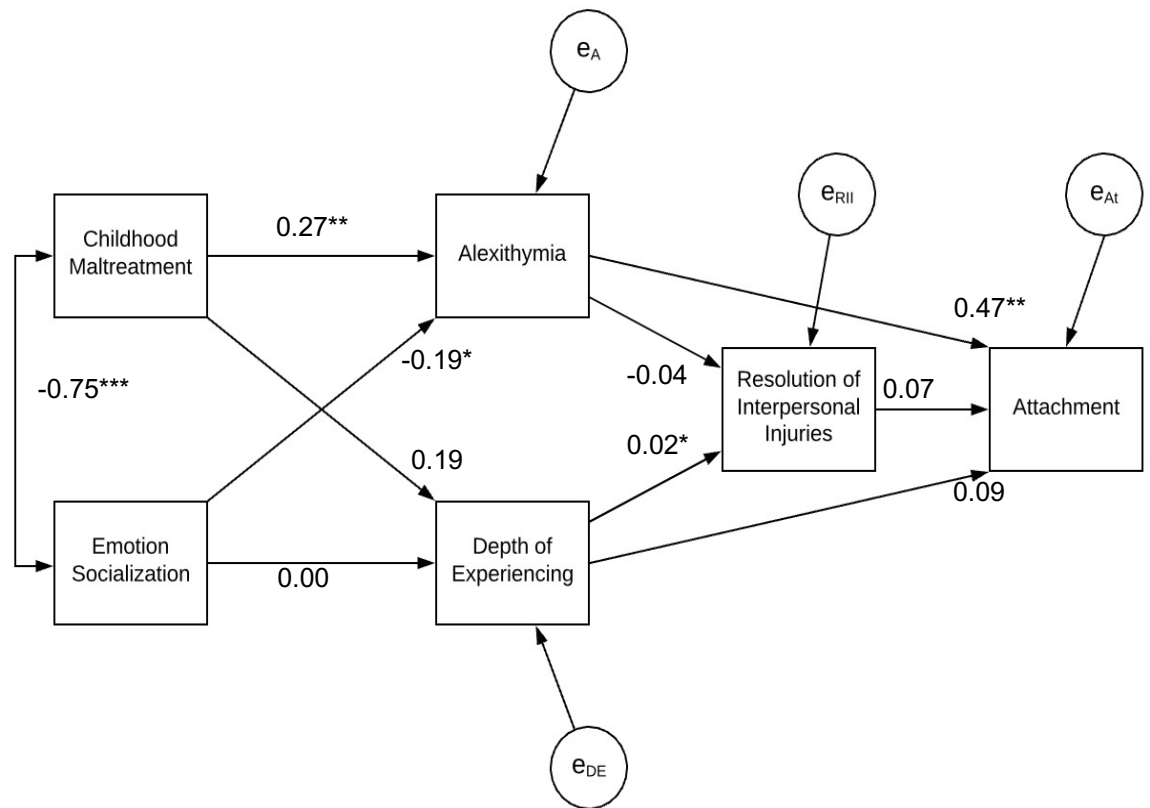 eA
eRII
eAt
Childhood
Maltreatment
0.27**
Alexithymia
0.47**
-0.19*
-0.04
-0.75***
Resolution of
Interpersonal
Injuries
0.07
Attachment
0.19
0.02*
0.09
Emotion
Socialization
0.00
Depth of
Experiencing
eDE